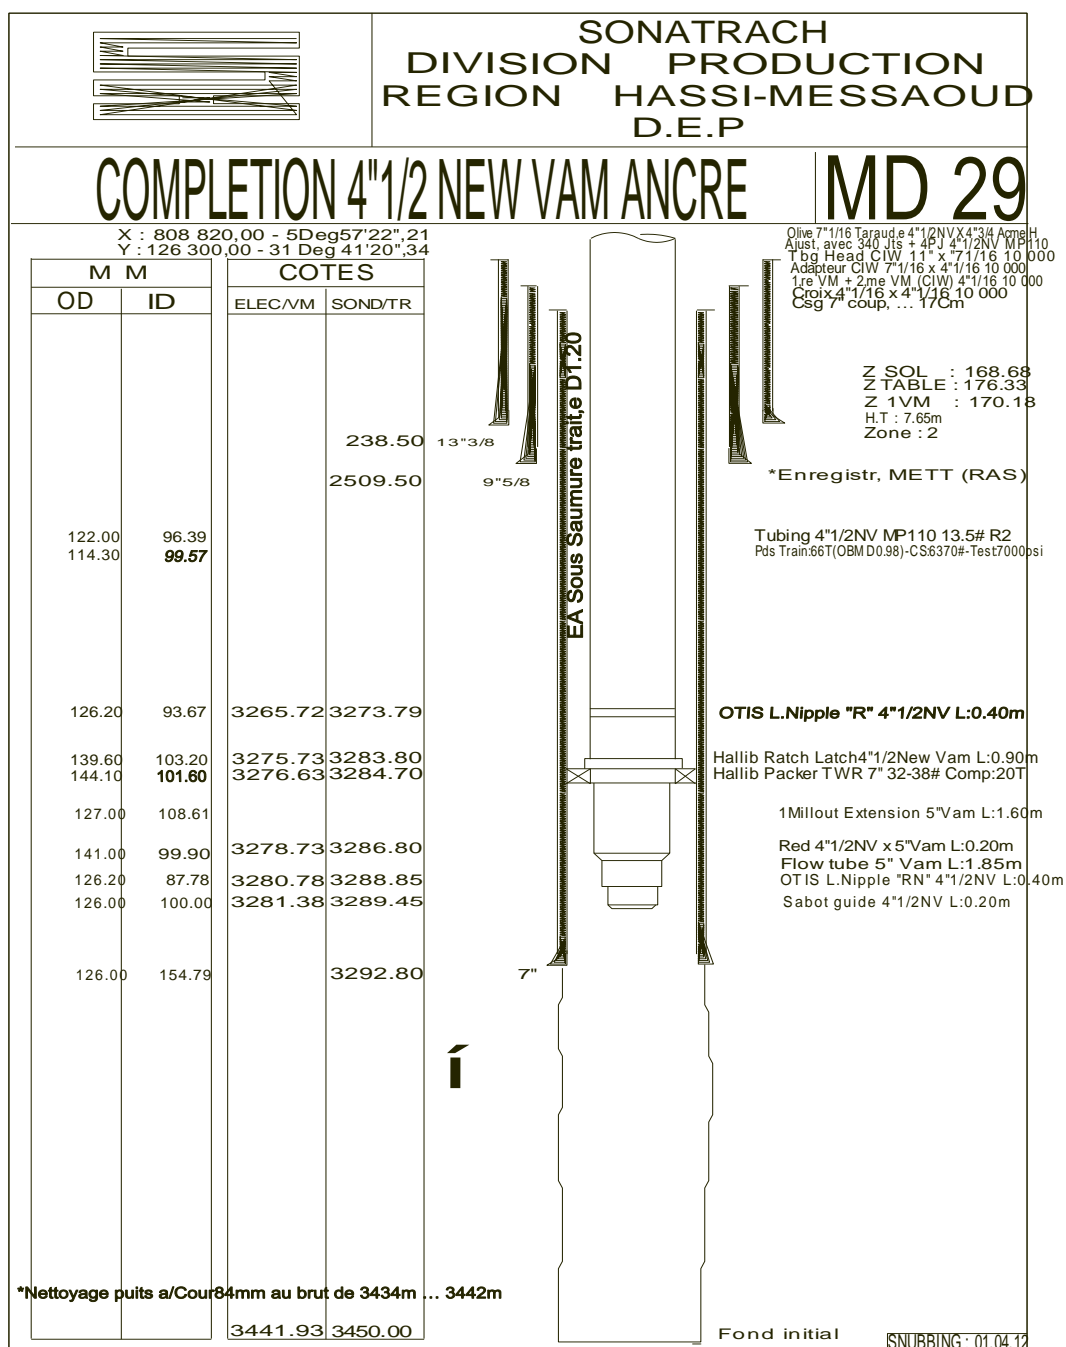 SONATRACH
DIVISION PRODUCTION
REGION HASSI-MESSAOUD
D.E.P
COMPLETION 4"1/2 NEW VAM ANCRE
MD 29
X : 808 820,00 - 5Deg57'22",21
Y : 126 300,00 - 31 Deg 41'20",34
Olive 7"1/16 Taraud,e 4"1/2NVX4"3/4 Acme H
Ajust, avec 340 Jts + 4PJ 4"1/2NV MP110
Tbg Head CIW 11" x "71/16 10 000
Adapteur CIW 7"1/16 x 4"1/16 10 000
1,re VM + 2,me VM (CIW) 4"1/16 10 000
Croix 4"1/16 x 4"1/16 10 000
Csg 7" coup, ... 17Cm
M M
COTES
OD ID ELEC/VM SOND/TR
EA Sous Saumure trait,e D1.20
Z SOL : 168.68
Z TABLE : 176.33
Z 1VM : 170.18
H.T : 7.65m
Zone : 2
238.50 13"3/8
2509.50 9"5/8
*Enregistr, METT (RAS)
122.00 96.39 Tubing 4"1/2NV MP110 13.5# R2
114.30 99.57 Pds Train:66T(OBM D0.98)-CS:6370#-Test7000psi
126.20 93.67 3265.72 3273.79 OTIS L.Nipple "R" 4"1/2NV L:0.40m
139.60 103.20 3275.73 3283.80 Hallib Ratch Latch4"1/2New Vam L:0.90m
144.10 101.60 3276.63 3284.70 Hallib Packer TWR 7" 32-38# Comp:20T
127.00 108.61 1Millout Extension 5"Vam L:1.60m
141.00 99.90 3278.73 3286.80 Red 4"1/2NV x 5"Vam L:0.20m
Flow tube 5" Vam L:1.85m
126.20 87.78 3280.78 3288.85 OTIS L.Nipple "RN" 4"1/2NV L:0.40m
126.00 100.00 3281.38 3289.45 Sabot guide 4"1/2NV L:0.20m
126.00 154.79 3292.80 7"
í
*Nettoyage puits a/Cour84mm au brut de 3434m ... 3442m
3441.93 3450.00 Fond initial
SNUBBING : 01.04.12